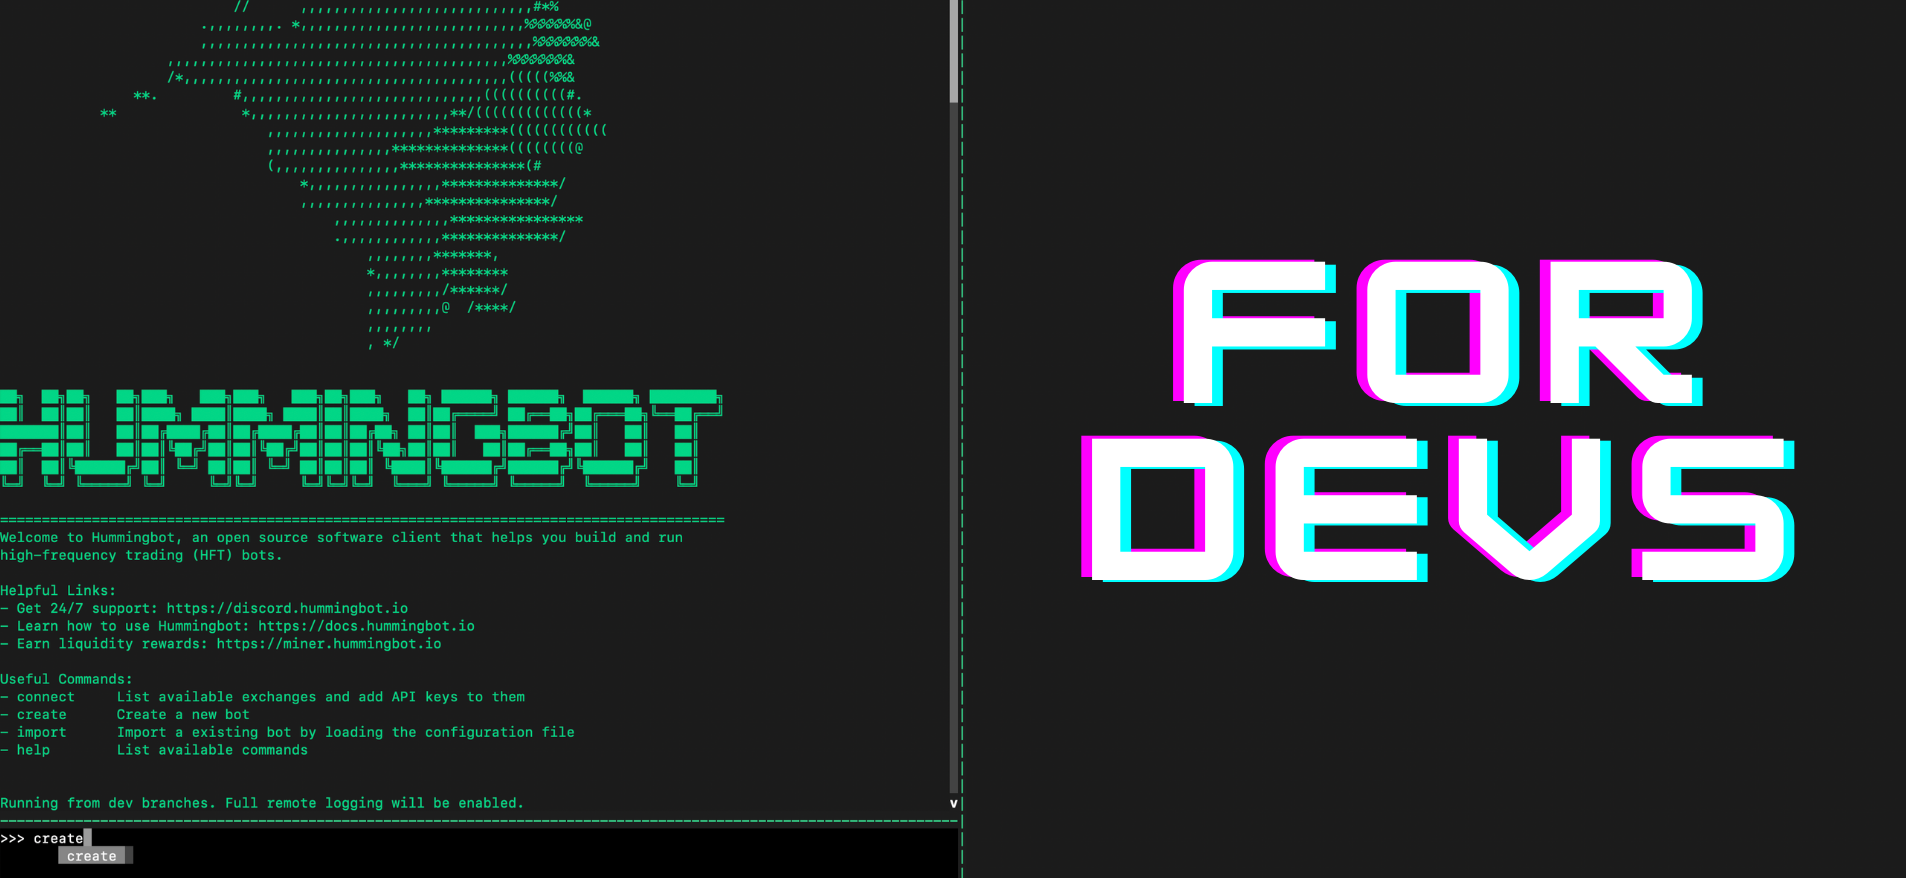 HUMMINGBOT
Welcome to Hummingbot, an open source software client that helps you build and run
high-frequency trading (HFT) bots.
Helpful Links:
- Get 24/7 support: https://discord.hummingbot.io
- Learn how to use Hummingbot: https://docs.hummingbot.io
- Earn liquidity rewards: https://miner.hummingbot.io
Useful Commands:
- connect     List available exchanges and add API keys to them
- create      Create a new bot
- import      Import a existing bot by loading the configuration file
- help        List available commands
Running from dev branches. Full remote logging will be enabled.
v
>>> create
create
FOR
DEVS